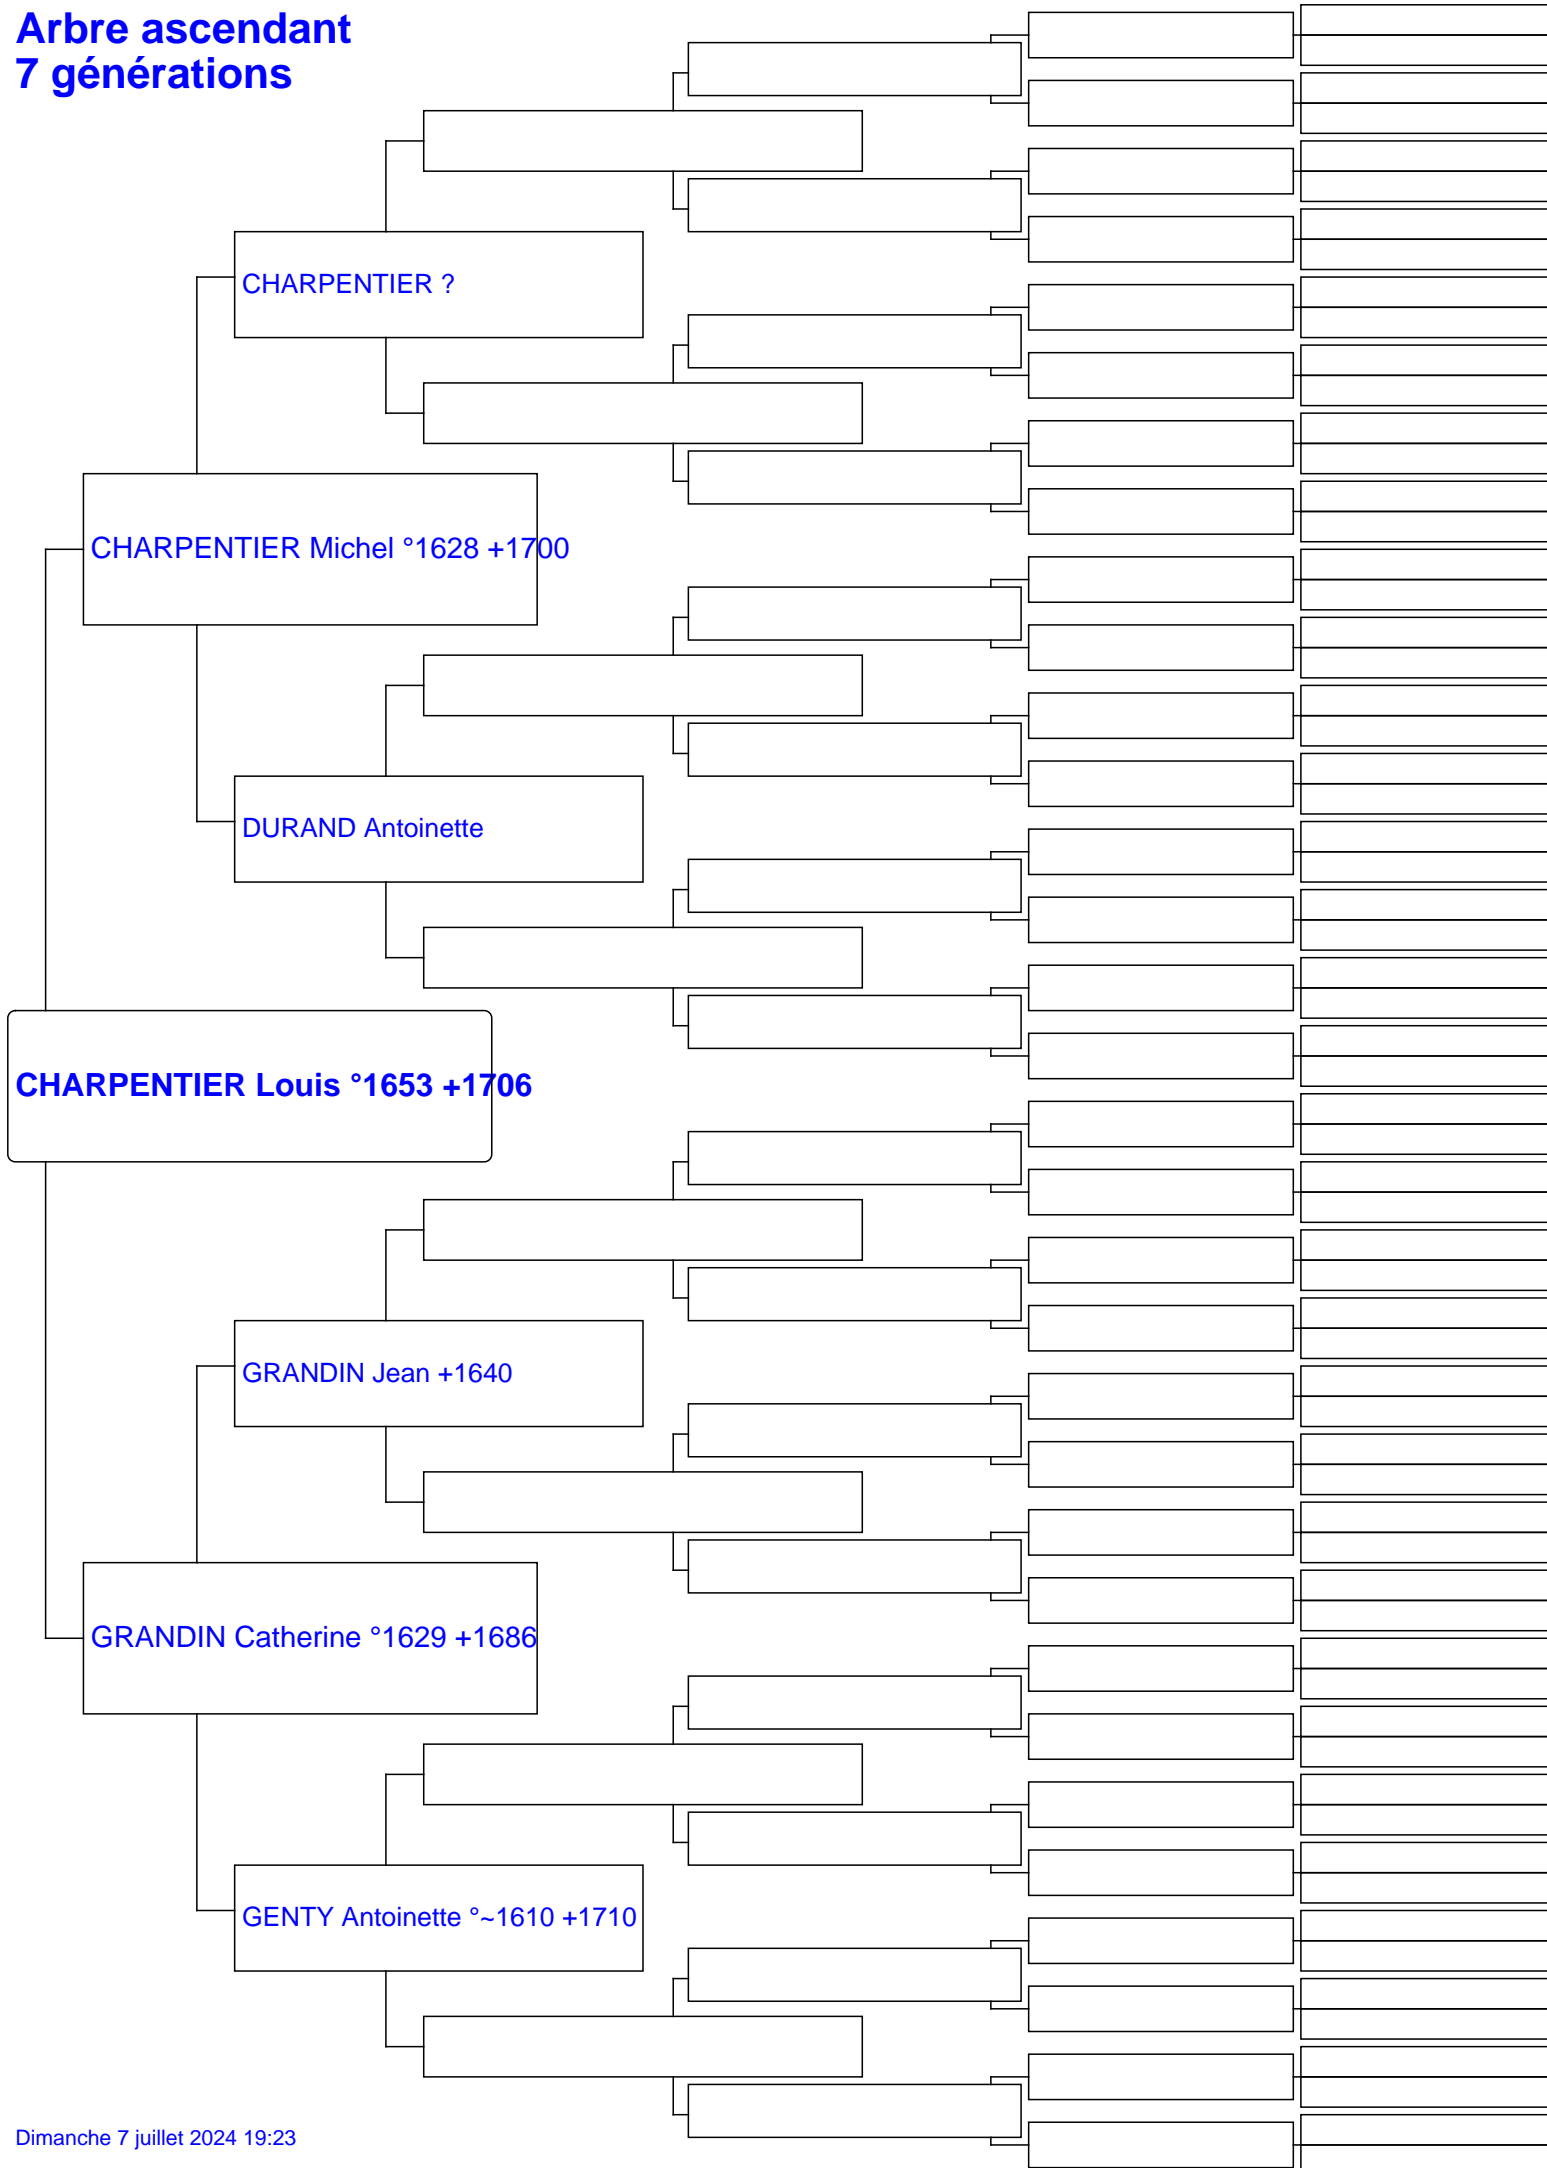 Arbre ascendant
7 générations
CHARPENTIER ?
CHARPENTIER Michel °1628 +1700
DURAND Antoinette
CHARPENTIER Louis °1653 +1706
GRANDIN Jean +1640
GRANDIN Catherine °1629 +1686
GENTY Antoinette °~1610 +1710
Dimanche 7 juillet 2024 19:23